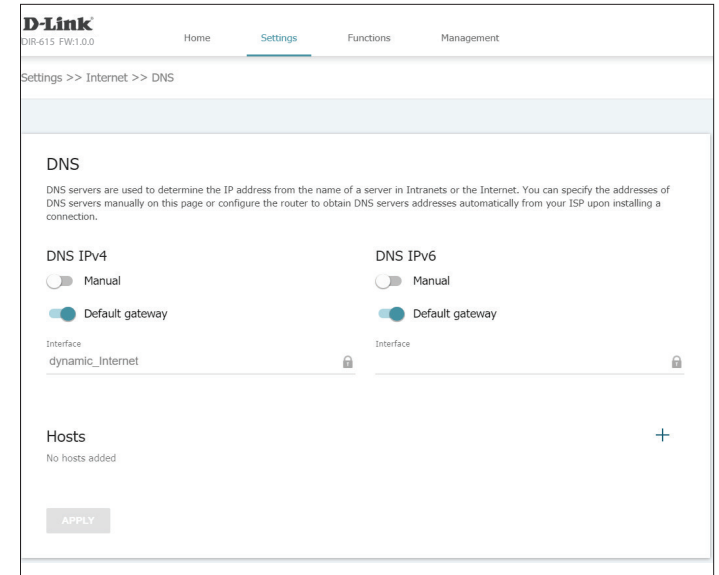 D-Link
DIR-615 FW:1.0.0
Home Settings Functions Management
Settings >> Internet >> DNS
DNS
DNS servers are used to determine the IP address from the name of a server in Intranets or the Internet. You can specify the addresses of
DNS servers manually on this page or configure the router to obtain DNS servers addresses automatically from your ISP upon installing a
connection.
DNS IPv4
Manual
Default gateway
Interface
dynamic_Internet
DNS IPv6
Manual
Default gateway
Interface
Hosts
No hosts added
APPLY